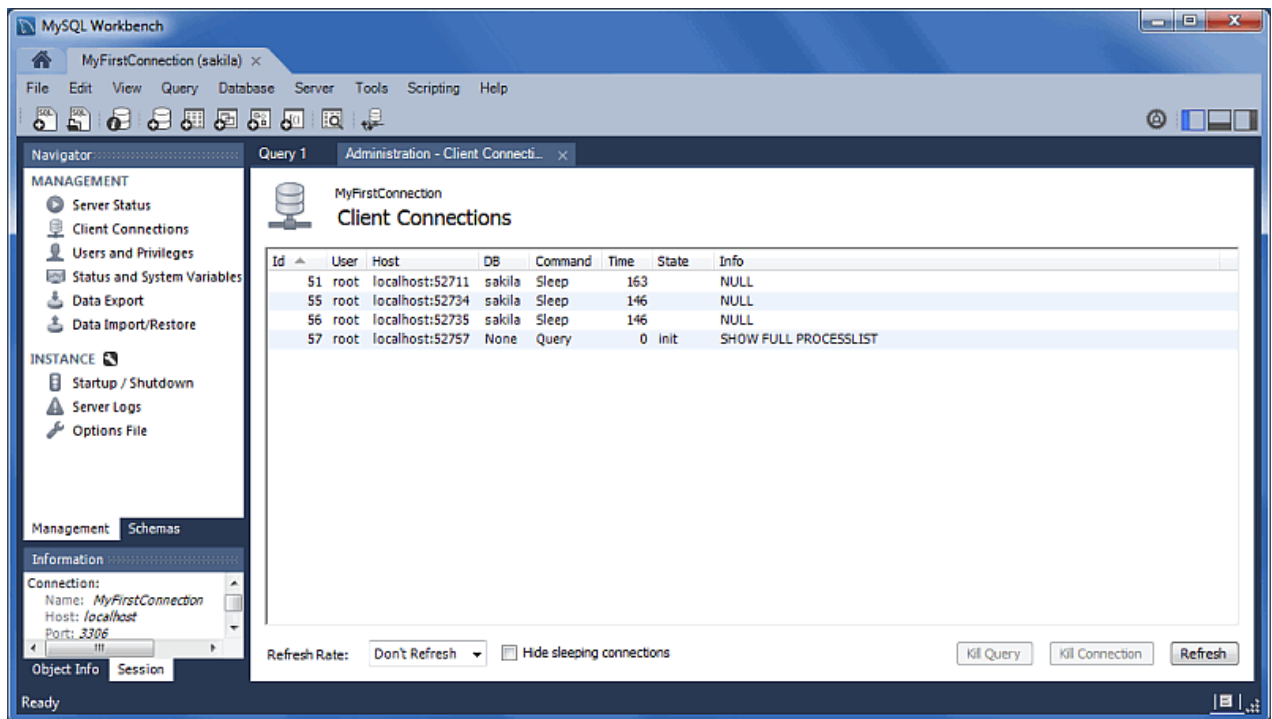 MySQL Workbench
MyFirstConnection (sakila)
File Edit View Query Database Server Tools Scripting Help
SQL SQL
Navigator
MANAGEMENT
Server Status
Client Connections
Users and Privileges
Status and System Variables
Data Export
Data Import/Restore
INSTANCE
Startup / Shutdown
Server Logs
Options File
Management Schemas
Information
Connection:
Name: MyFirstConnection
Host: localhost
Port: 3306
Object Info Session
Query 1 Administration - Client Connecti...
MyFirstConnection
Client Connections
Id User Host DB Command Time State Info
51 root localhost:52711 sakila Sleep 163 NULL
55 root localhost:52734 sakila Sleep 146 NULL
56 root localhost:52735 sakila Sleep 146 NULL
57 root localhost:52757 None Query 0 init SHOW FULL PROCESSLIST
Refresh Rate: Don't Refresh Hide sleeping connections Kill Query Kill Connection Refresh
Ready